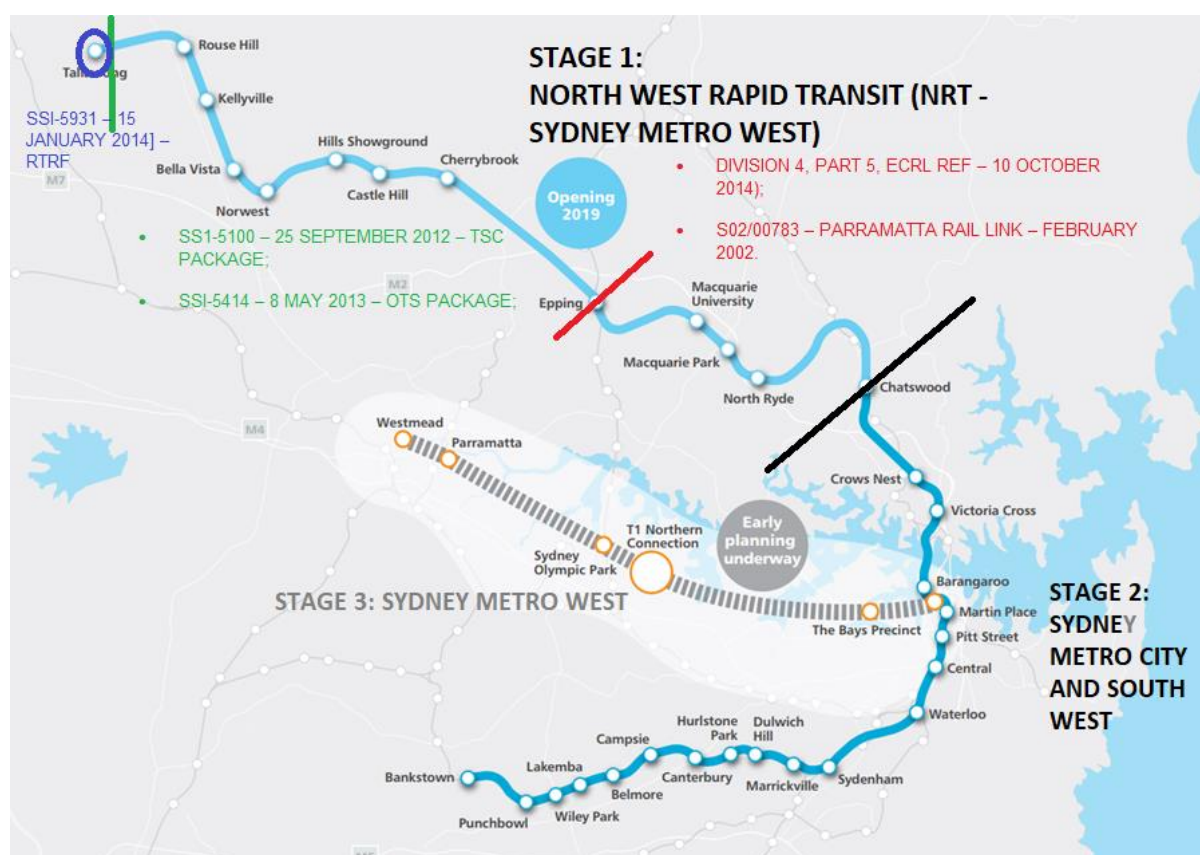 Rouse Hill
STAGE 1:
NORTH WEST RAPID TRANSIT (NRT -
SYDNEY METRO WEST)
Kellyville
SSI-5931 – 15
JANUARY 2014] –
RTRF
M7
Hills Showground
Cherrybrook
Bella Vista
Castle Hill
Norwest
Opening
2019
• DIVISION 4, PART 5, ECRL REF – 10 OCTOBER
2014);
• S02/00783 – PARRAMATTA RAIL LINK – FEBRUARY
2002.
• SS1-5100 – 25 SEPTEMBER 2012 – TSC
PACKAGE;
• SSI-5414 – 8 MAY 2013 – OTS PACKAGE;
M2
Epping
Macquarie
University
Macquarie Park
North Ryde
Chatswood
M4
Westmead
Parramatta
Crows Nest
Victoria Cross
T1 Northern
Connection
Early
planning
underway
Sydney
Olympic Park
Barangaroo
STAGE 3: SYDNEY METRO WEST
Martin Place
The Bays Precinct
Pitt Street
Central
STAGE 2:
SYDNEY
METRO CITY
AND SOUTH
WEST
Waterloo
Hurlstone
Park
Dulwich
Hill
Campsie
Lakemba
Bankstown
Canterbury
Marrickville
Sydenham
Belmore
Wiley Park
Punchbowl